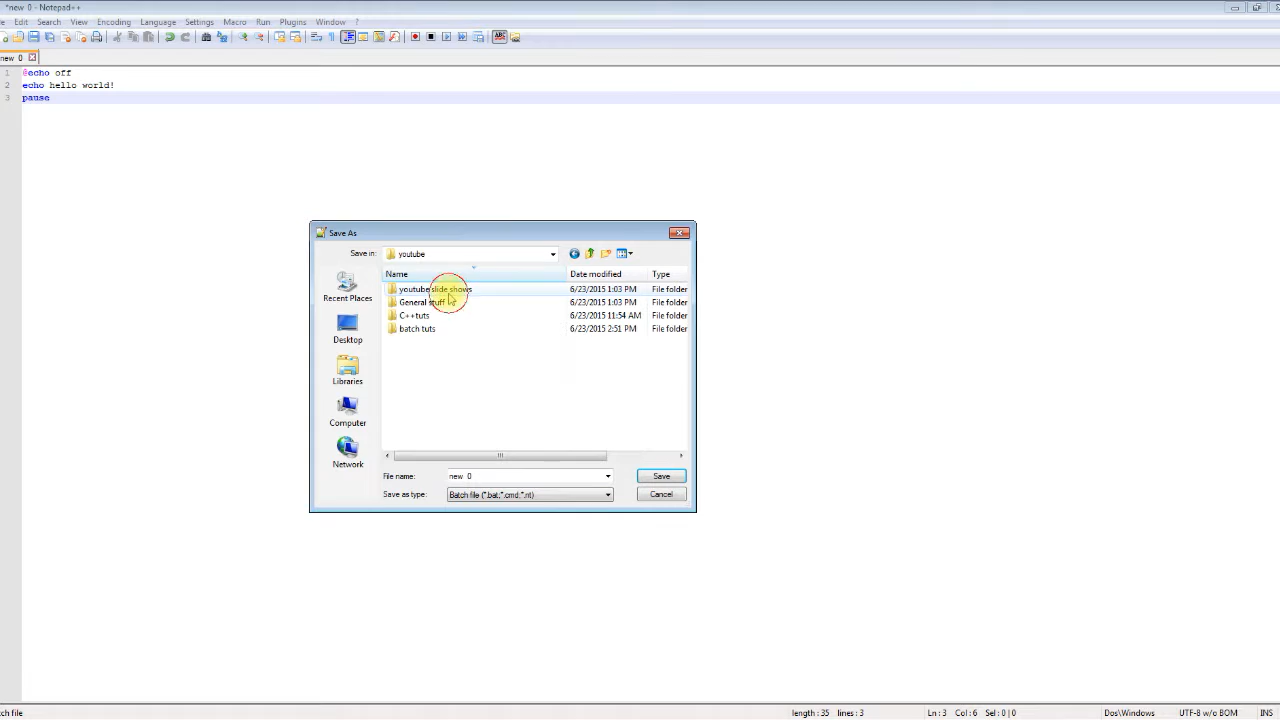 *new 0 - Notepad++
Edit Search View Encoding Language Settings Macro Run Plugins Window ?
new 0
1 @echo off
2 echo hello world!
3 pause
Save As
Save in: youtube
Name Date modified Type
youtube slide shows 6/23/2015 1:03 PM File folder
General stuff 6/23/2015 1:03 PM File folder
C++ tuts 6/23/2015 11:54 AM File folder
batch tuts 6/23/2015 2:51 PM File folder
Recent Places
Desktop
Libraries
Computer
Network
File name: new 0 Save
Save as type: Batch file (*.bat;*.cmd;*.nt) Cancel
ch file length : 35 lines : 3 Ln : 3 Col : 6 Sel : 0 | 0 Dos\Windows UTF-8 w/o BOM INS